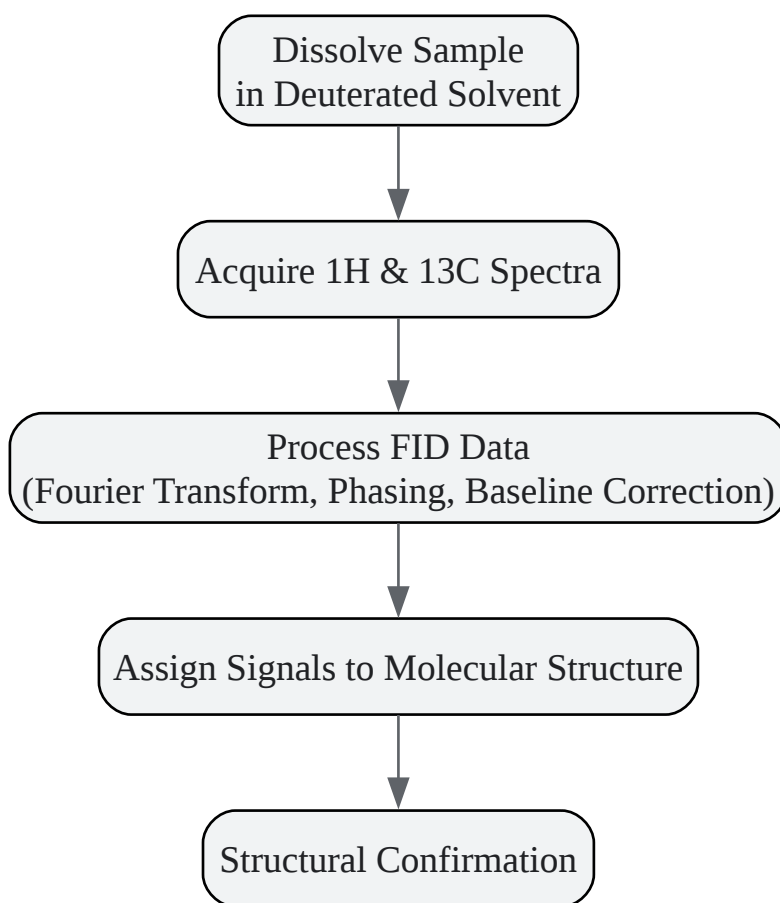 Dissolve Sample
in Deuterated Solvent
Acquire 1H & 13C Spectra
Process FID Data
(Fourier Transform, Phasing, Baseline Correction)
Assign Signals to Molecular Structure
Structural Confirmation